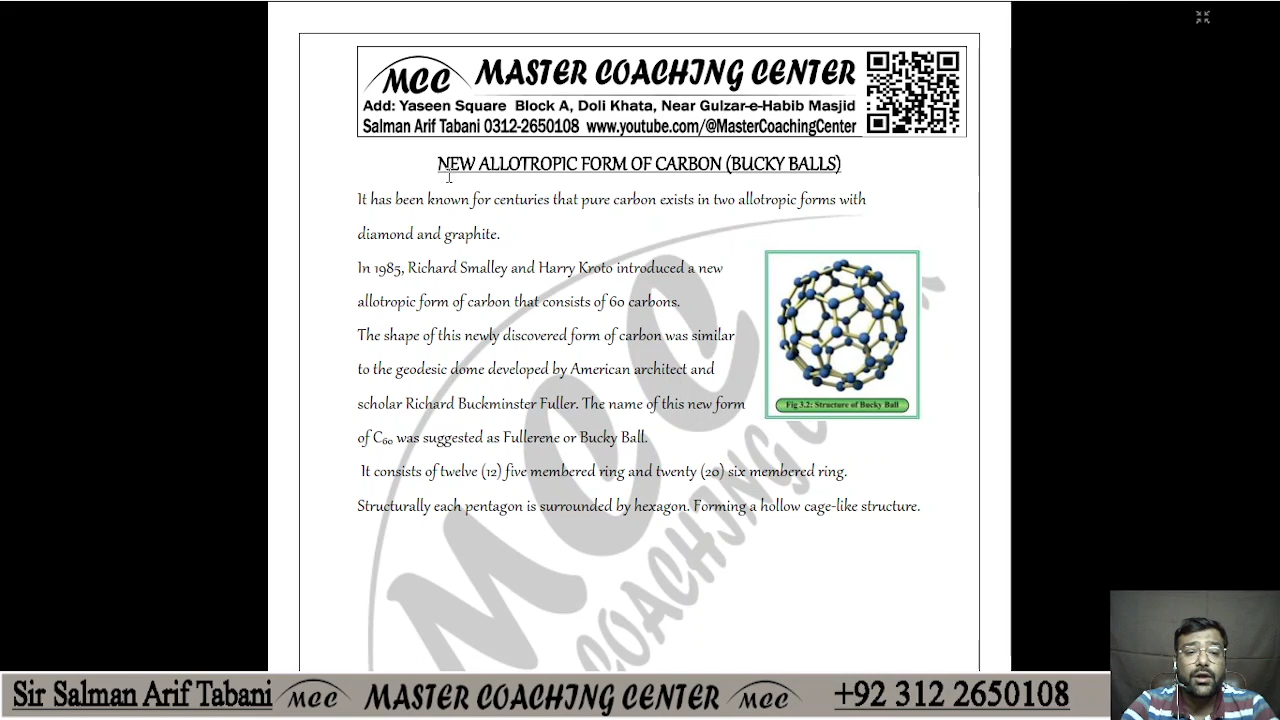 MCC MASTER COACHING CENTER
Add: Yaseen Square Block A, Doli Khata, Near Gulzar-e-Habib Masjid
Salman Arif Tabani 0312-2650108 www.youtube.com/@MasterCoachingCenter
NEW ALLOTROPIC FORM OF CARBON (BUCKY BALLS)
It has been known for centuries that pure carbon exists in two allotropic forms with
diamond and graphite.
In 1985, Richard Smalley and Harry Kroto introduced a new
allotropic form of carbon that consists of 60 carbons.
The shape of this newly discovered form of carbon was similar
to the geodesic dome developed by American architect and
scholar Richard Buckminster Fuller. The name of this new form
of C₆₀ was suggested as Fullerene or Bucky Ball.
Fig 3.2: Structure of Bucky Ball
It consists of twelve (12) five membered ring and twenty (20) six membered ring.
Structurally each pentagon is surrounded by hexagon. Forming a hollow cage-like structure.
MCC
COACHING CENTER
Sir Salman Arif Tabani MCC MASTER COACHING CENTER MCC +92 312 2650108